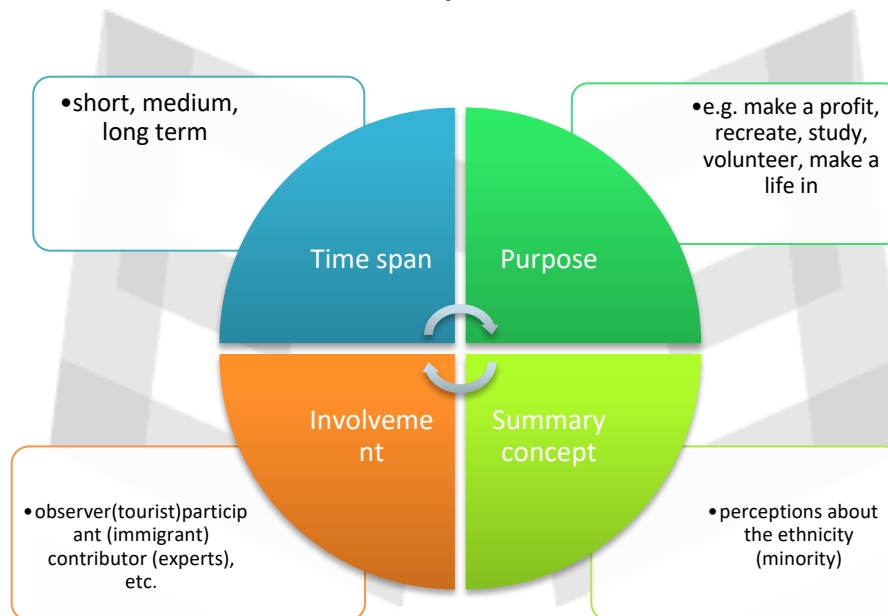 •short, medium,
long term
•e.g. make a profit,
recreate, study,
volunteer, make a
life in
Time span
Purpose
Involveme
nt
Summary
concept
•observer(tourist)particip
ant (immigrant)
contributor (experts),
etc.
•perceptions about
the ethnicity
(minority)